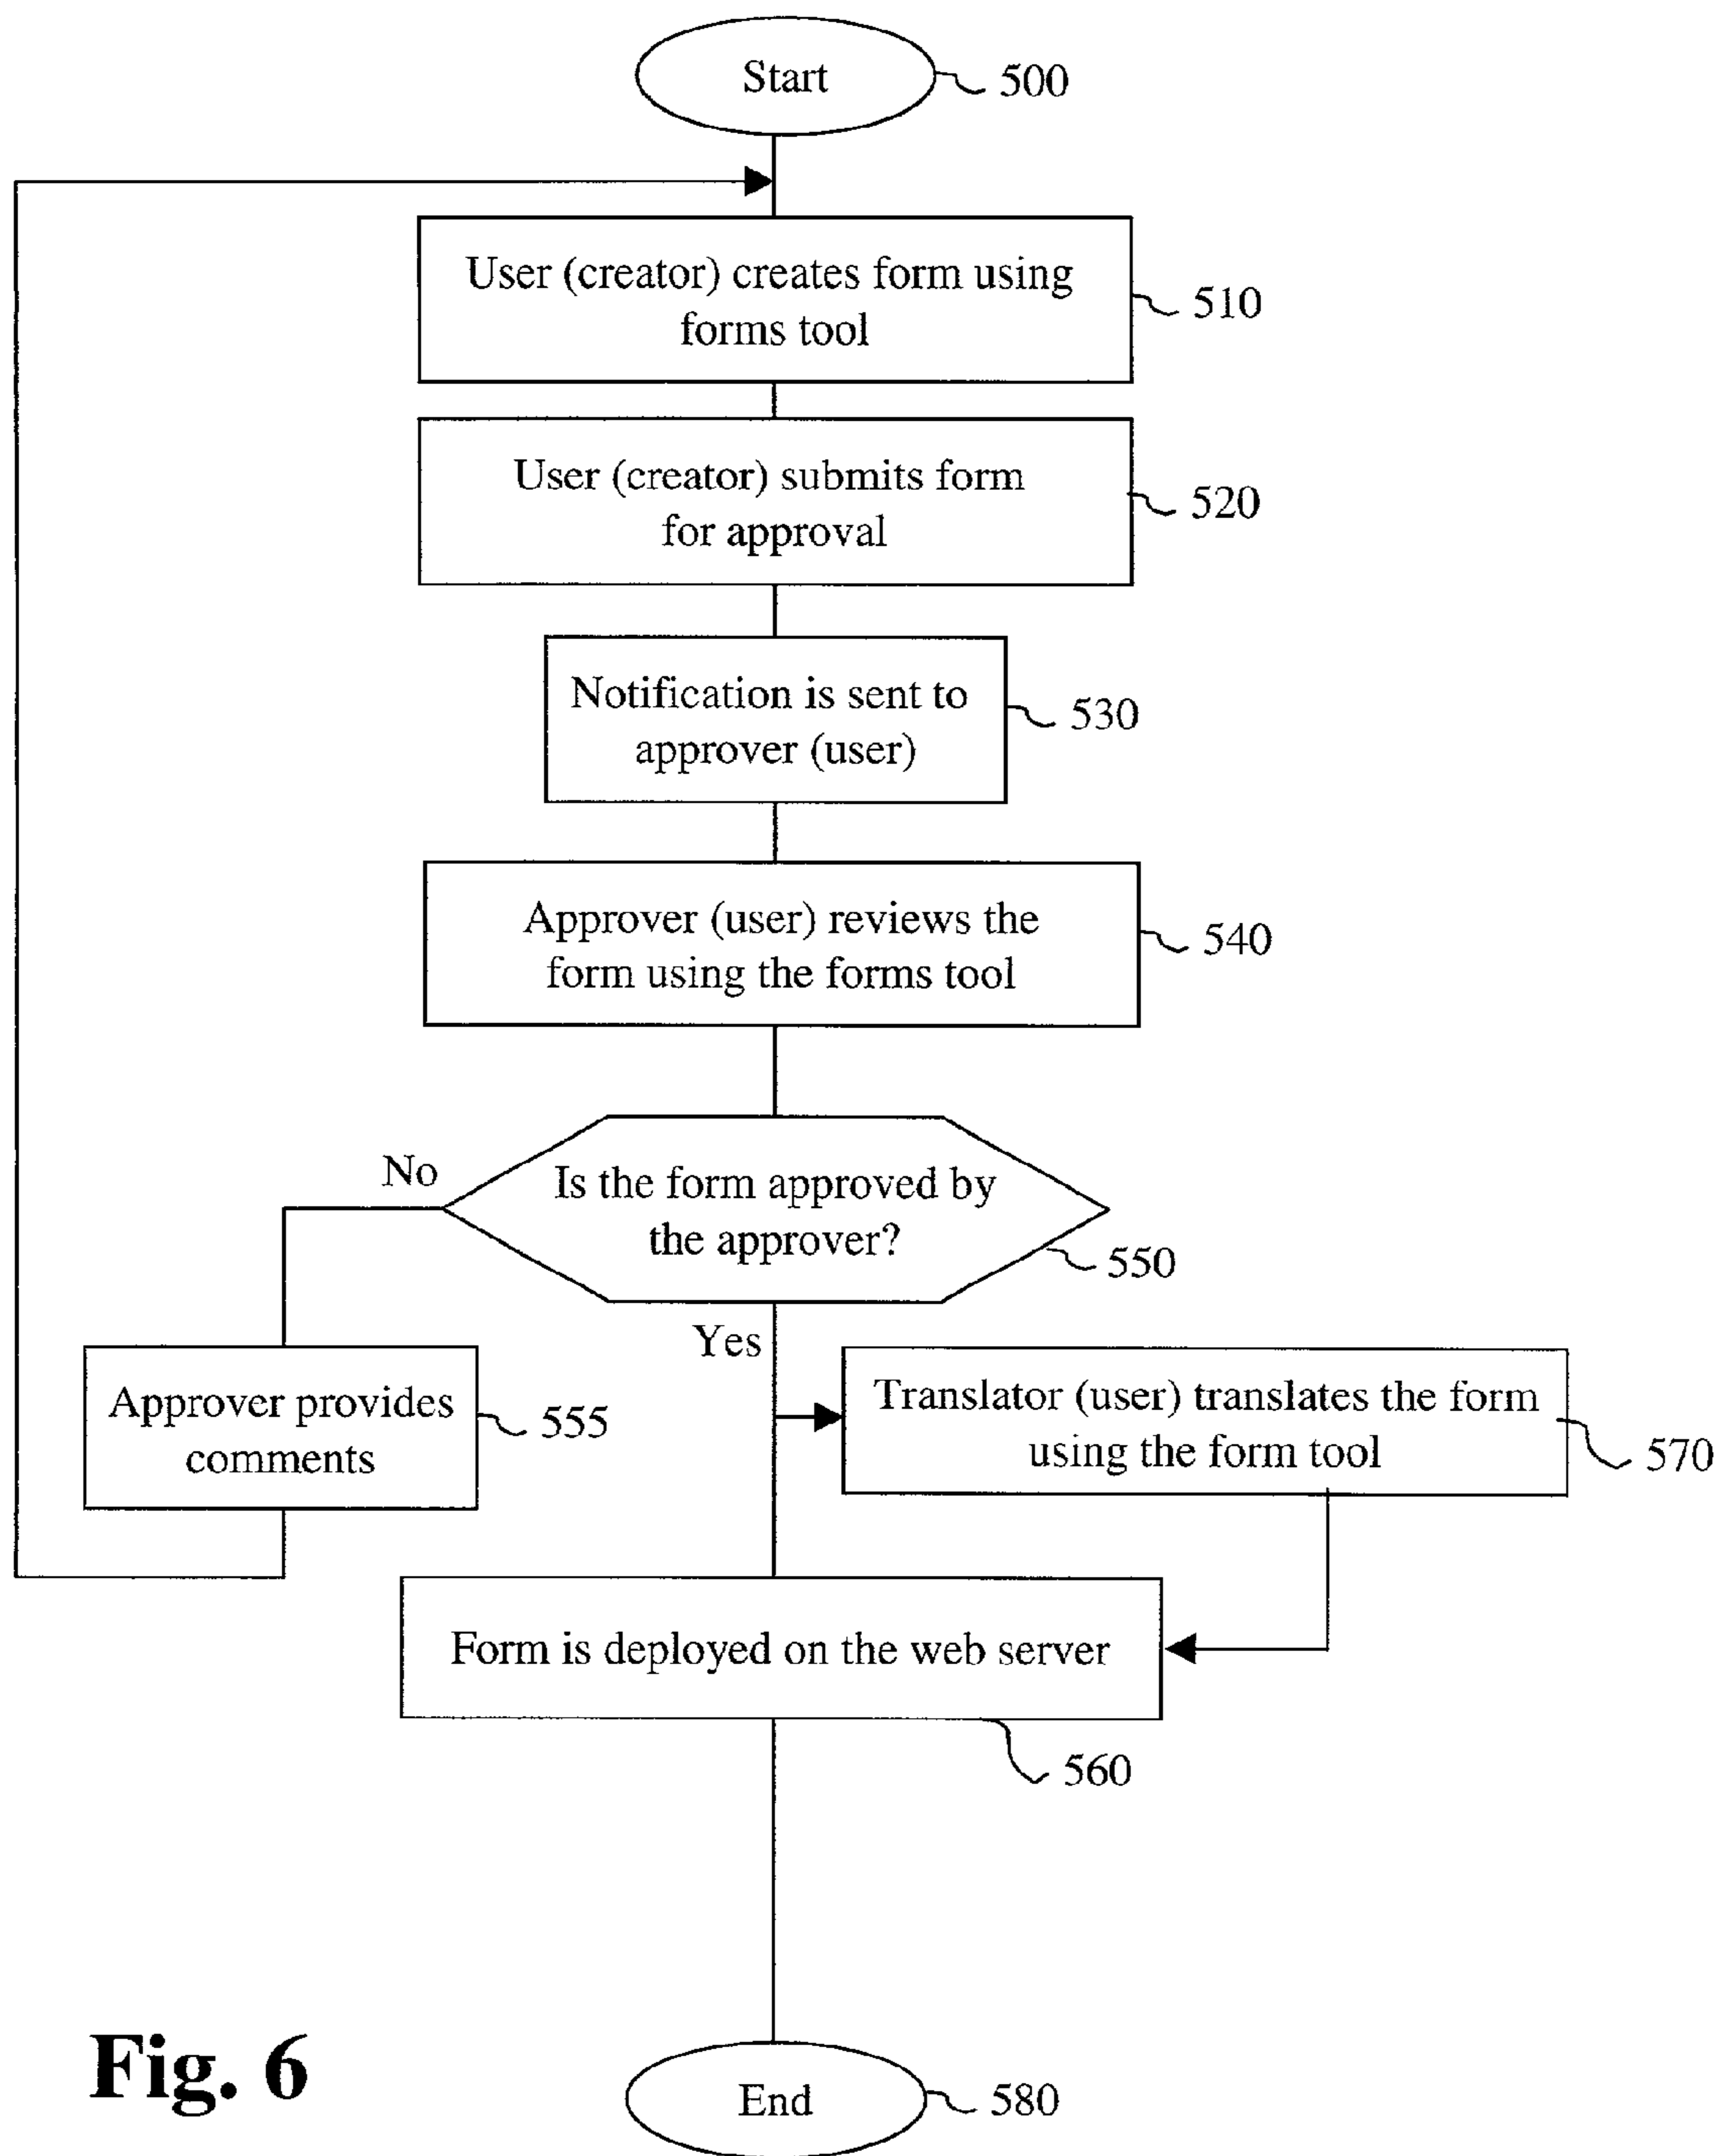 Start
500
User (creator) creates form using
forms tool
510
User (creator) submits form
for approval
520
Notification is sent to
approver (user)
530
Approver (user) reviews the
form using the forms tool
540
No
Is the form approved by
the approver?
550
Yes
Approver provides
comments
555
Translator (user) translates the form
using the form tool
570
Form is deployed on the web server
560
Fig. 6
End
580